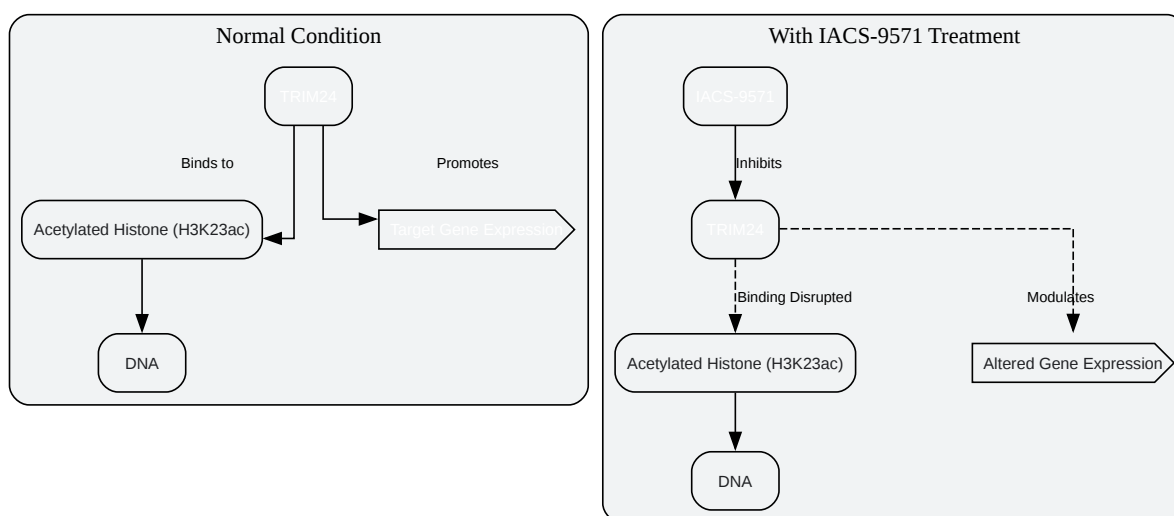 Normal Condition
TRIM24
Binds to
Promotes
Acetylated Histone (H3K23ac)
Target Gene Expression
DNA
With IACS-9571 Treatment
IACS-9571
Inhibits
TRIM24
Binding Disrupted
Modulates
Acetylated Histone (H3K23ac)
Altered Gene Expression
DNA